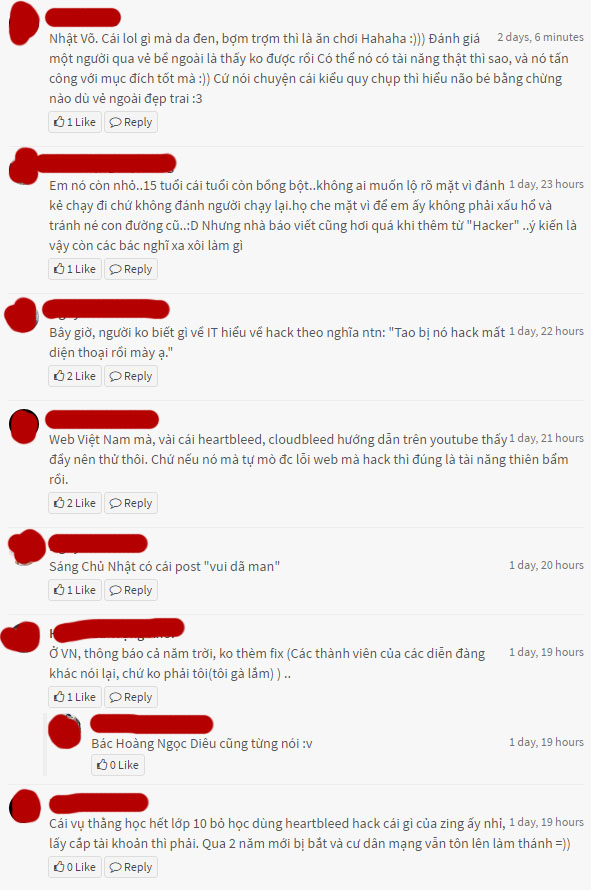 Nhật Võ. Cái lol gì mà da đen, bợm trợm thì là ăn chơi Hahaha :))) Đánh giá
2 days, 6 minutes
một người qua vẻ bề ngoài là thấy ko được rồi Có thể nó có tài năng thật thì sao, và nó tấn
công với mục đích tốt mà :)) Cứ nói chuyện cái kiểu quy chụp thì hiểu não bé bằng chừng
nào dù vẻ ngoài đẹp trai :3
1 Like Reply
Em nó còn nhỏ..15 tuổi cái tuổi còn bồng bột..không ai muốn lộ rõ mặt vì đánh
1 day, 23 hours
kẻ chạy đi chứ không đánh người chạy lại.họ che mặt vì để em ấy không phải xấu hổ và
tránh né con đường cũ..:D Nhưng nhà báo viết cũng hơi quá khi thêm từ "Hacker" ..ý kiến là
vậy còn các bác nghĩ xa xôi làm gì
1 Like Reply
Bây giờ, người ko biết gì về IT hiểu về hack theo nghĩa ntn: "Tao bị nó hack mất
1 day, 22 hours
diện thoại rồi mày ạ."
2 Like Reply
Web Việt Nam mà, vài cái heartbleed, cloudbleed hướng dẫn trên youtube thấy
1 day, 21 hours
đầy nên thử thôi. Chứ nếu nó mà tự mò đc lỗi web mà hack thì đúng là tài năng thiên bẩm
rồi.
2 Like Reply
Sáng Chủ Nhật có cái post "vui dã man"
1 day, 20 hours
1 Like Reply
Ở VN, thông báo cả năm trời, ko thèm fix (Các thành viên của các diễn đàng
1 day, 19 hours
khác nói lại, chứ ko phải tôi(tôi gà lắm) ) ..
1 Like Reply
Bác Hoàng Ngọc Diêu cũng từng nói :v
1 day, 19 hours
0 Like
Cái vụ thằng học hết lớp 10 bỏ học dùng heartbleed hack cái gì của zing ấy nhỉ,
1 day, 19 hours
lấy cắp tài khoản thì phải. Qua 2 năm mới bị bắt và cư dân mạng vẫn tôn lên làm thánh =))
0 Like Reply